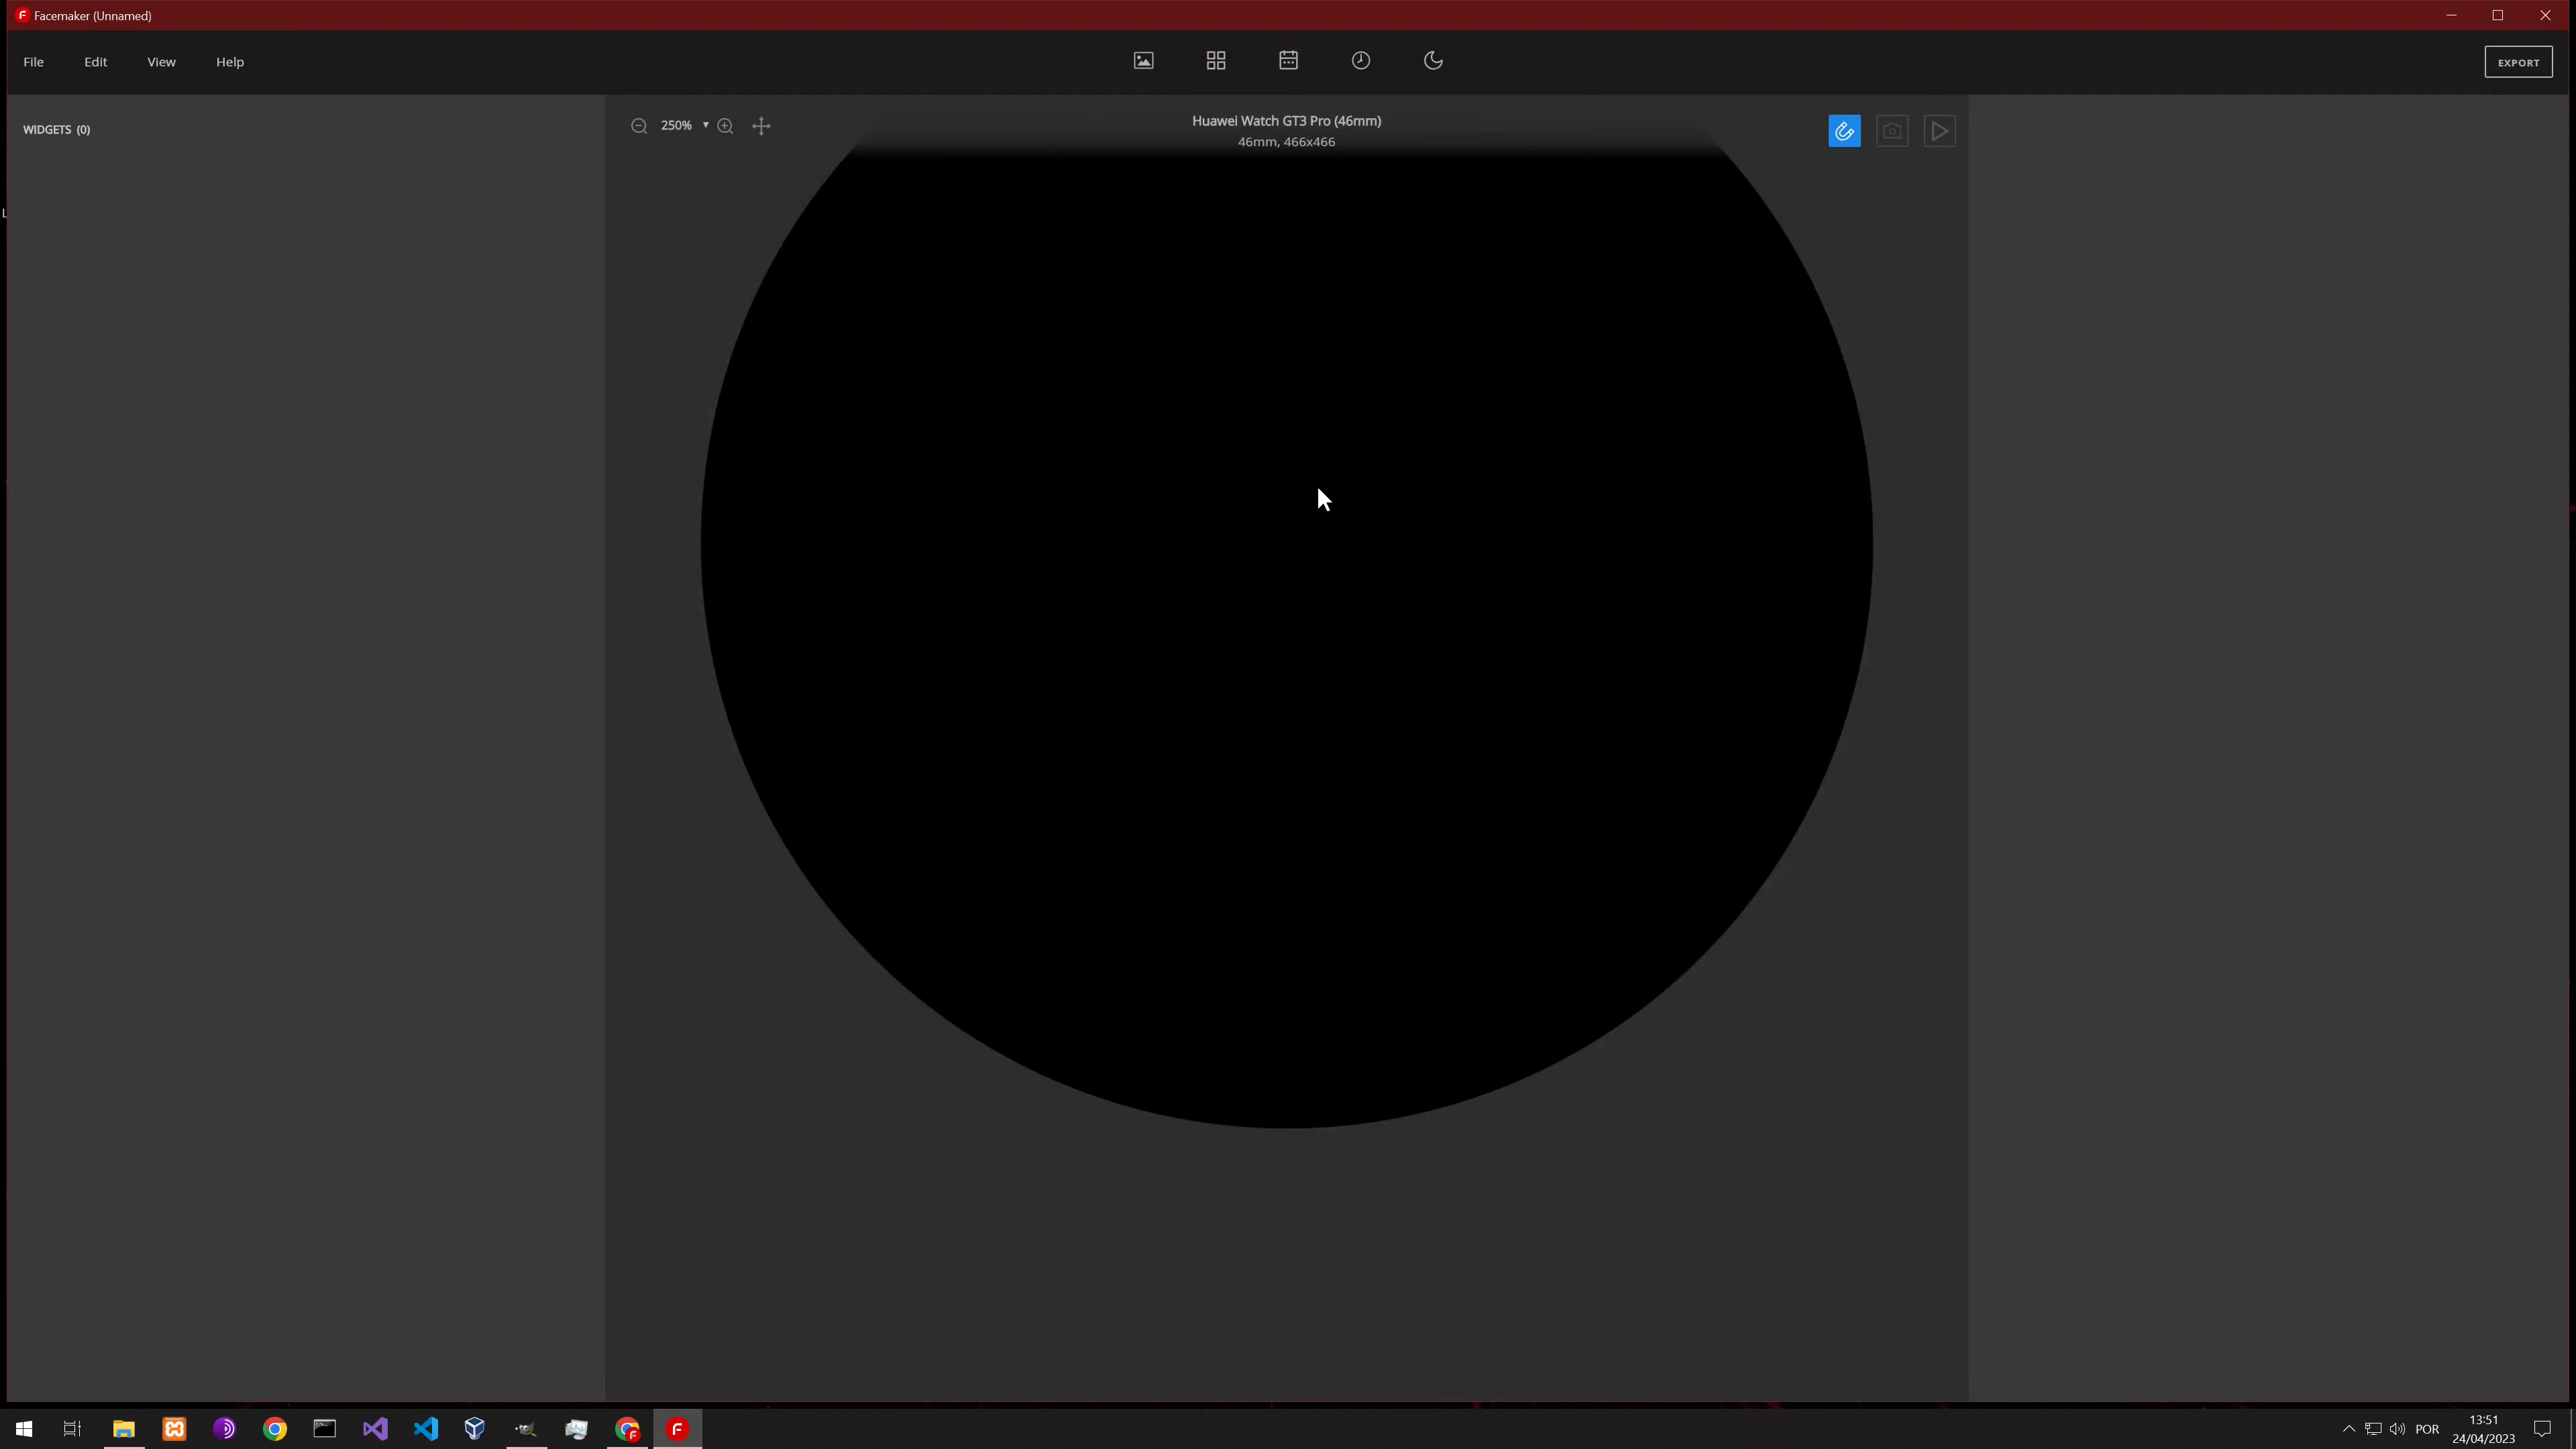 Facemaker (Unnamed)
File Edit View Help
EXPORT
WIDGETS (0)
250%
Huawei Watch GT3 Pro (46mm)
46mm, 466x466
L
POR
13:51
24/04/2023